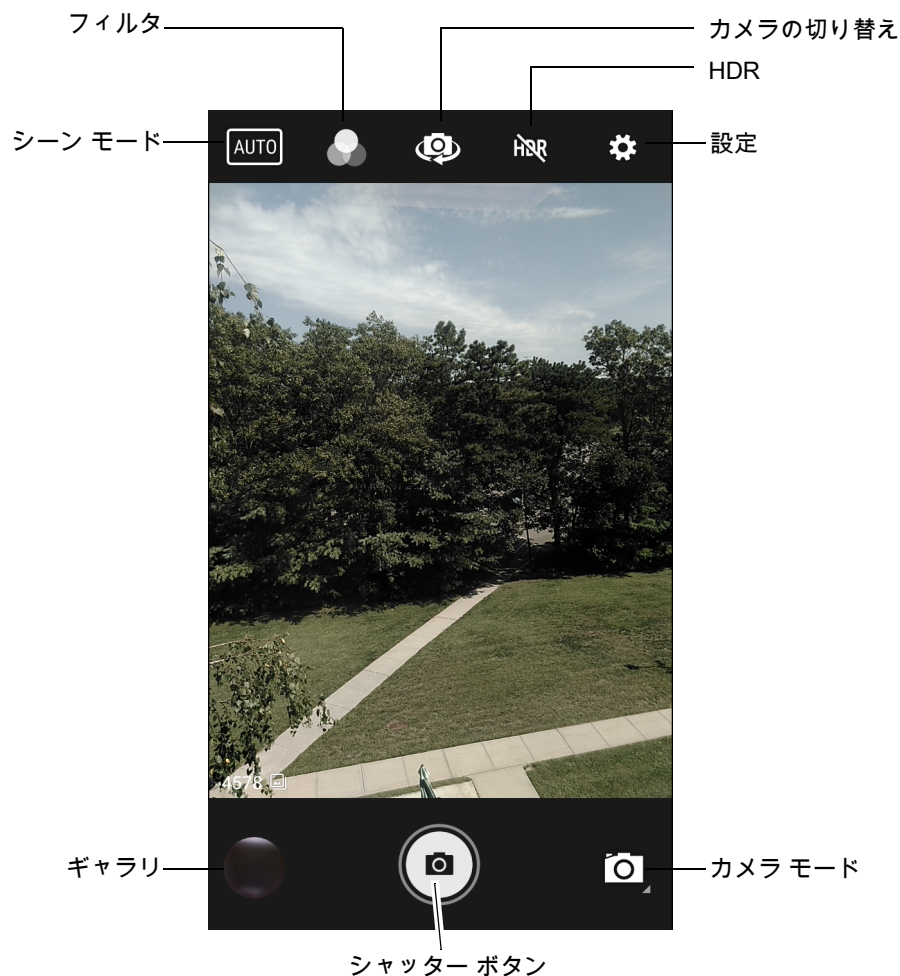 フィルタ
カメラの切り替え
HDR
シーン モード
AUTO
HDR
設定
4578
ギャラリ
カメラ モード
シャッター ボタン